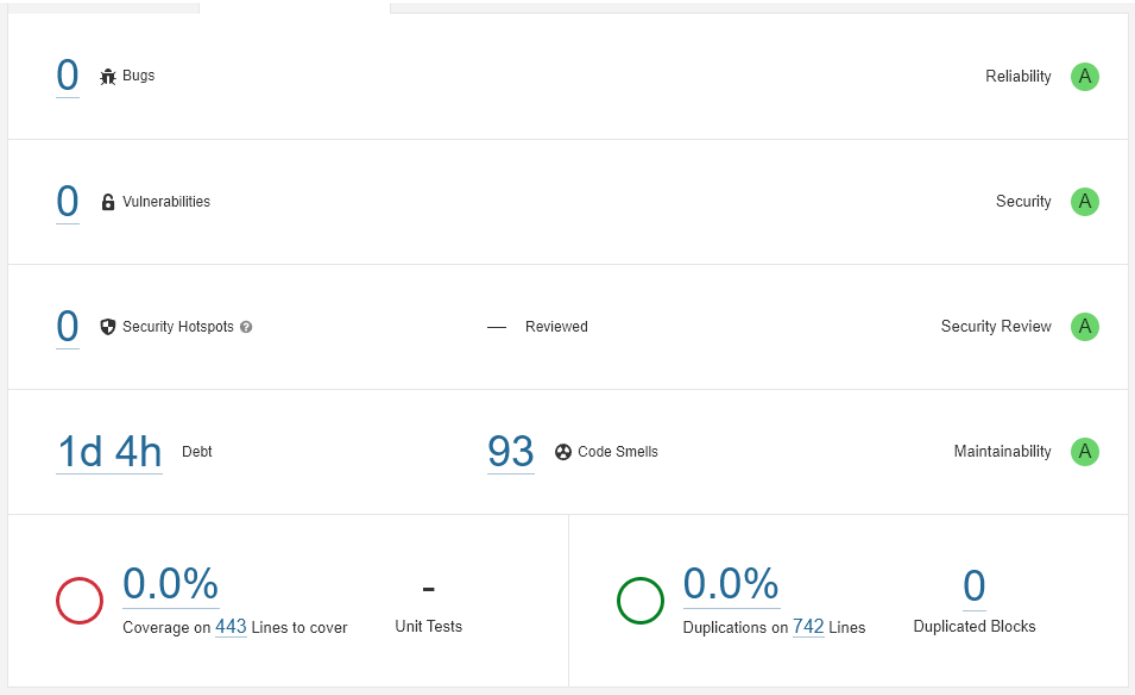 0 Bugs Reliability A
0 Vulnerabilities Security A
0 Security Hotspots ? — Reviewed Security Review A
1d 4h Debt 93 Code Smells Maintainability A
0.0% - 0.0% 0
Coverage on 443 Lines to cover Unit Tests Duplications on 742 Lines Duplicated Blocks